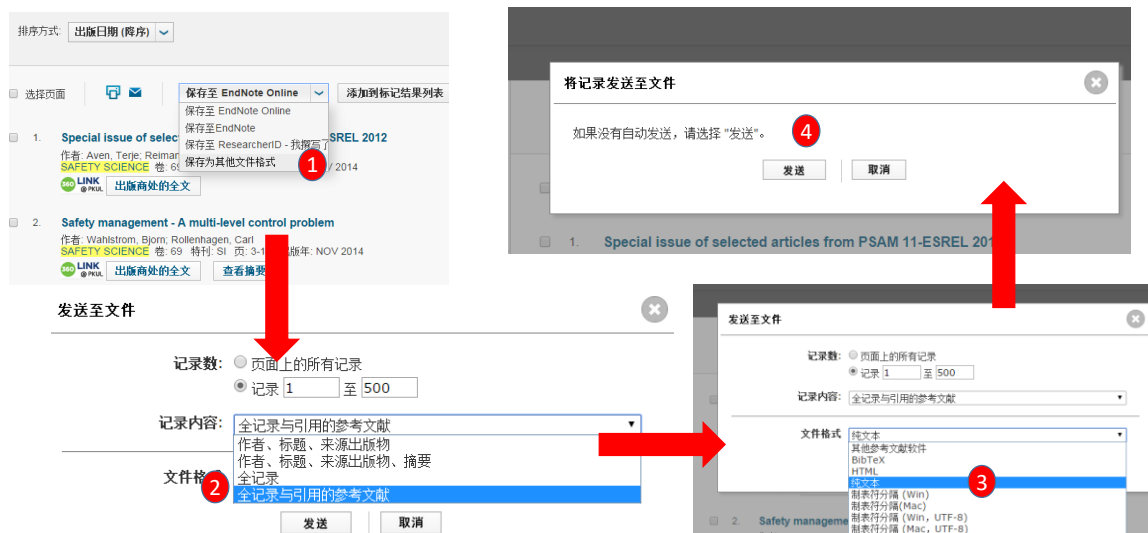 排序方式: 出版日期 (降序)
选择页面 保存至 EndNote Online 添加到标记结果列表
保存至 EndNote Online
保存至EndNote
保存至 ResearcherID - 我撰写了
保存为其他文件格式
1
1. Special issue of selec ESREL 2012
作者: Aven, Terje; Reimar
SAFETY SCIENCE 卷: 69 / 2014
360 LINK @PKUL 出版商处的全文
2. Safety management - A multi-level control problem
作者: Wahlstrom, Bjorn; Rollenhagen, Carl
SAFETY SCIENCE 卷: 69 特刊: SI 页: 3-1 版年: NOV 2014
360 LINK @PKUL 出版商处的全文 查看摘要
将记录发送至文件
如果没有自动发送，请选择 "发送"。
4
发送 取消
1. Special issue of selected articles from PSAM 11-ESREL 201
发送至文件
记录数: 页面上的所有记录
记录 1 至 500
记录内容: 全记录与引用的参考文献
作者、标题、来源出版物
作者、标题、来源出版物、摘要
全记录
全记录与引用的参考文献
文件格
2
发送 取消
发送至文件
记录数: 页面上的所有记录
记录 1 至 500
记录内容: 全记录与引用的参考文献
文件格式 纯文本
其他参考文献软件
BibTeX
HTML
纯文本
3
制表符分隔 (Win)
制表符分隔(Mac)
制表符分隔 (Win, UTF-8)
制表符分隔 (Mac, UTF-8)
2. Safety manageme